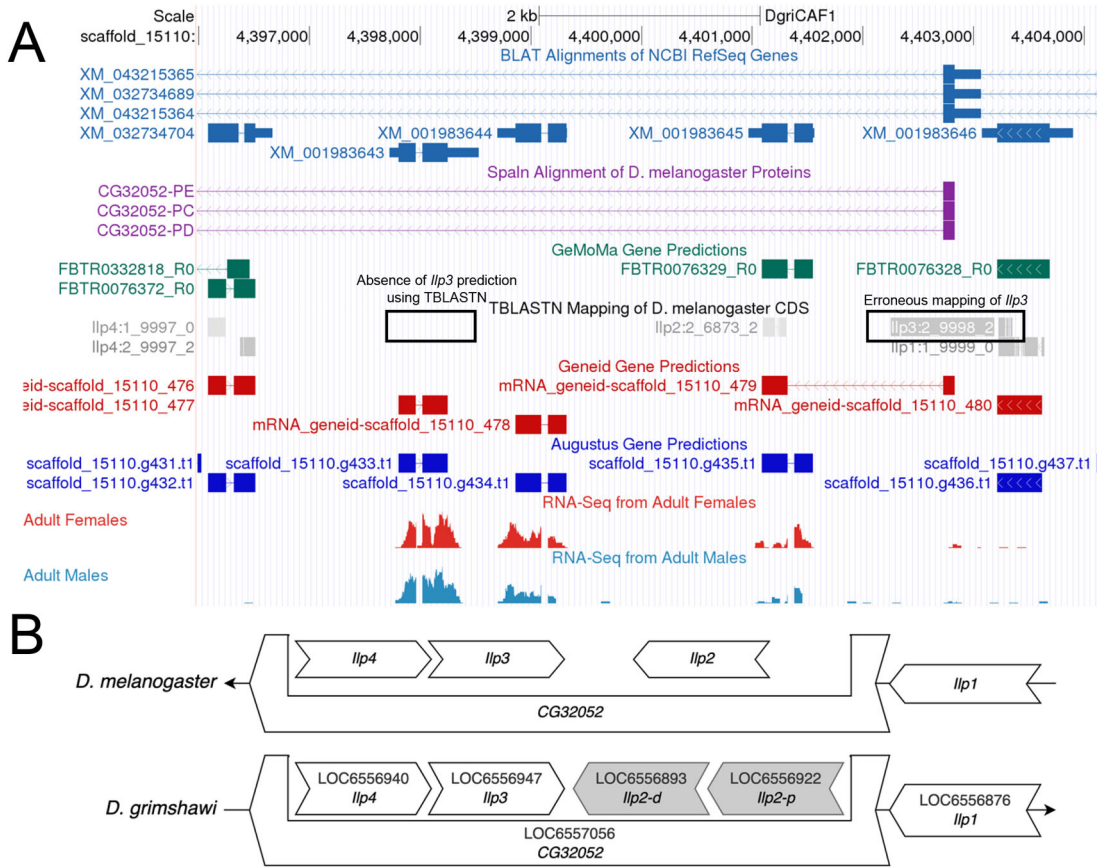 A
Scale 2 kb DgriCAF1
scaffold_15110: 4,397,000 4,398,000 4,399,000 4,400,000 4,401,000 4,402,000 4,403,000 4,404,000
BLAT Alignments of NCBI RefSeq Genes
XM_043215365
XM_032734689
XM_043215364
XM_032734704 XM_001983644 XM_001983645 XM_001983646
XM_001983643
Spaln Alignment of D. melanogaster Proteins
CG32052-PE
CG32052-PC
CG32052-PD
GeMoMa Gene Predictions
FBTR0332818_R0 FBTR0076329_R0 FBTR0076328_R0
FBTR0076372_R0
Absence of Ilp3 prediction
using TBLASTN
TBLASTN Mapping of D. melanogaster CDS
Erroneous mapping of Ilp3
Ilp4:1_9997_0 Ilp2:2_6873_2 Ilp3:2_9998_2
Ilp4:2_9997_2 Ilp1:1_9999_0
Geneid Gene Predictions
eid-scaffold_15110_476 mRNA_geneid-scaffold_15110_479
eid-scaffold_15110_477 mRNA_geneid-scaffold_15110_480
mRNA_geneid-scaffold_15110_478
Augustus Gene Predictions
scaffold_15110.g431.t1 scaffold_15110.g433.t1 scaffold_15110.g435.t1 scaffold_15110.g437.t1
scaffold_15110.g432.t1 scaffold_15110.g434.t1 scaffold_15110.g436.t1
RNA-Seq from Adult Females
Adult Females
RNA-Seq from Adult Males
Adult Males
B
D. melanogaster Ilp4 Ilp3 Ilp2 Ilp1
CG32052
D. grimshawi
LOC6556940 LOC6556947 LOC6556893 LOC6556922 LOC6556876
Ilp4 Ilp3 Ilp2-d Ilp2-p Ilp1
LOC6557056
CG32052